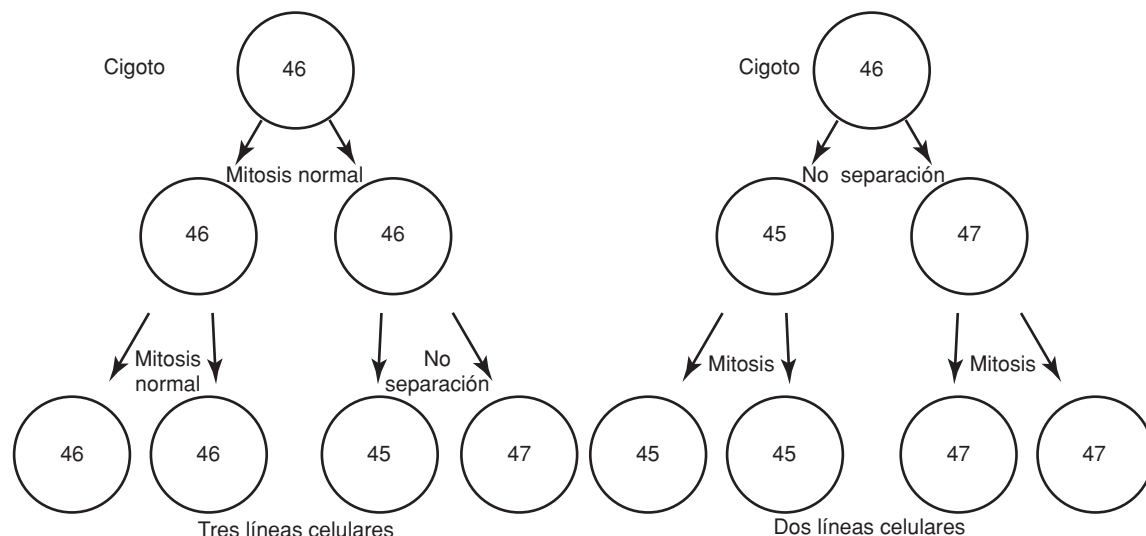 Cigoto
46
Mitosis normal
46
46
Mitosis
normal
No
separación
46
46
45
47
Tres líneas celulares
Cigoto
46
No separación
45
47
Mitosis
Mitosis
45
45
47
47
Dos líneas celulares